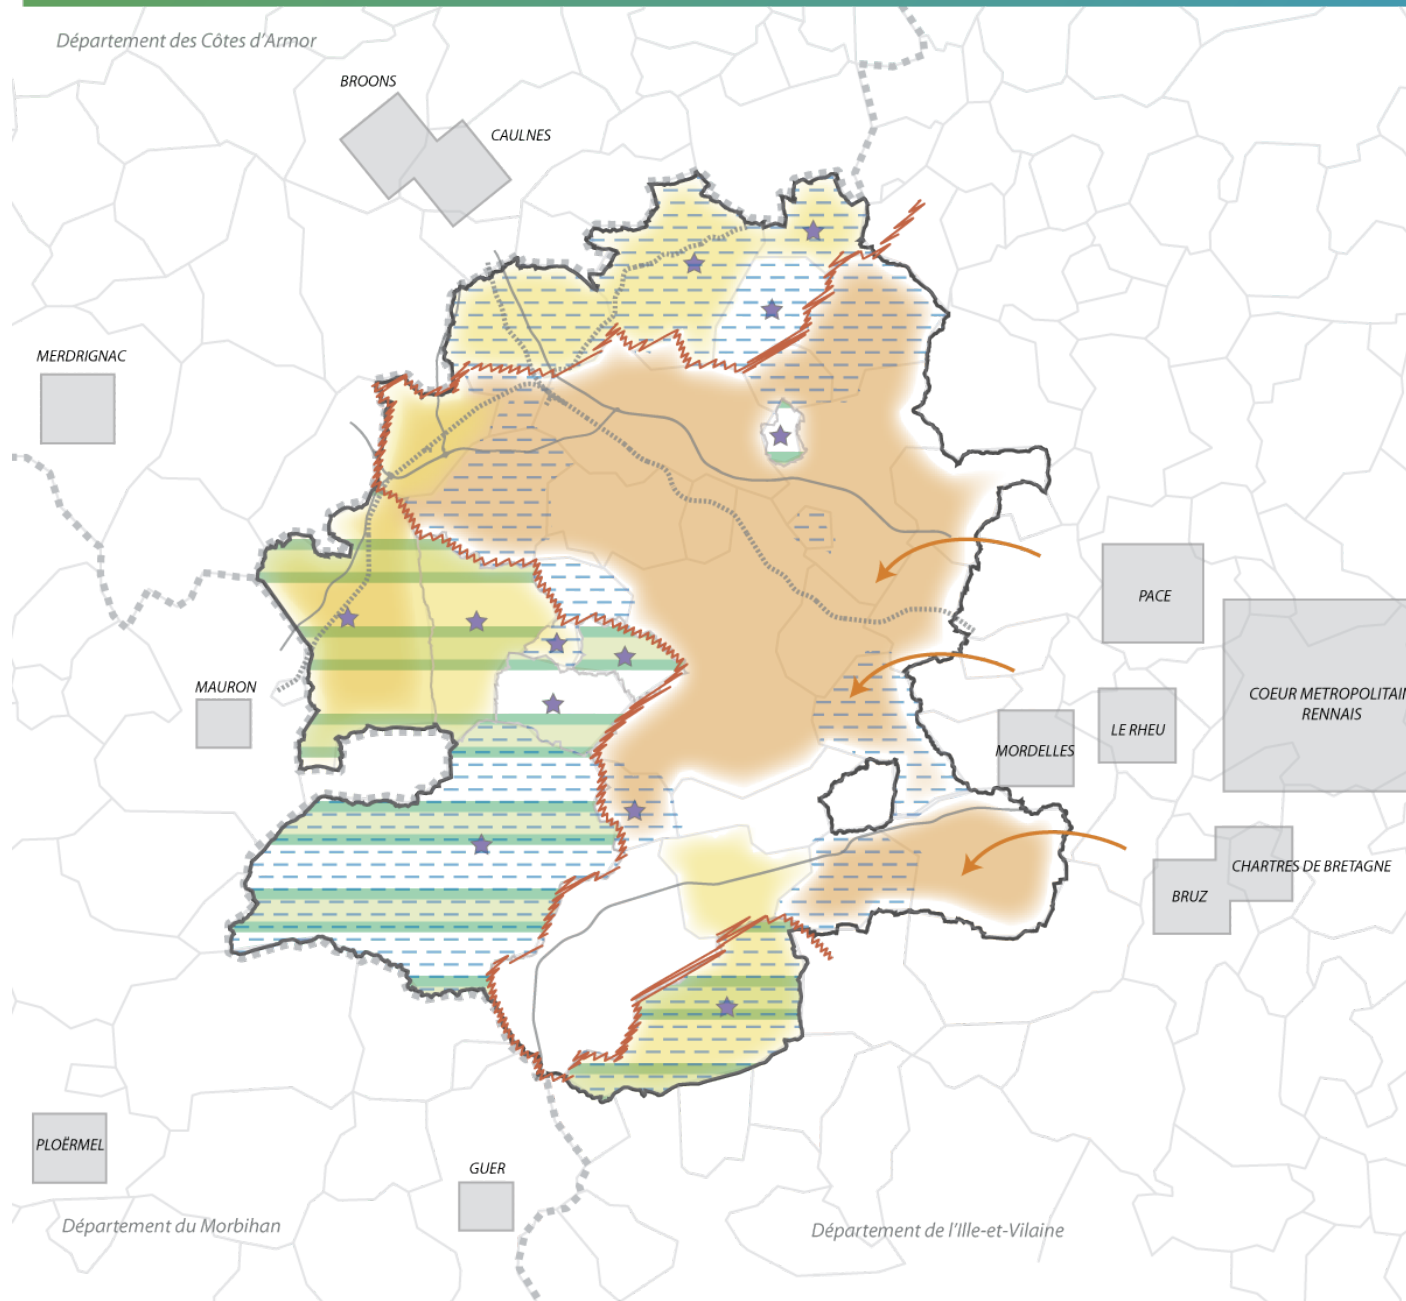 Département des Côtes d'Armor
BROONS
CAULNES
MERDRIGNAC
PACE
MAURON
COEUR METROPOLITAI
RENNAIS
LE RHEU
MORDELLES
CHARTRES DE BRETAGNE
BRUZ
PLOËRMEL
GUER
Département du Morbihan
Département de l'Ille-et-Vilaine